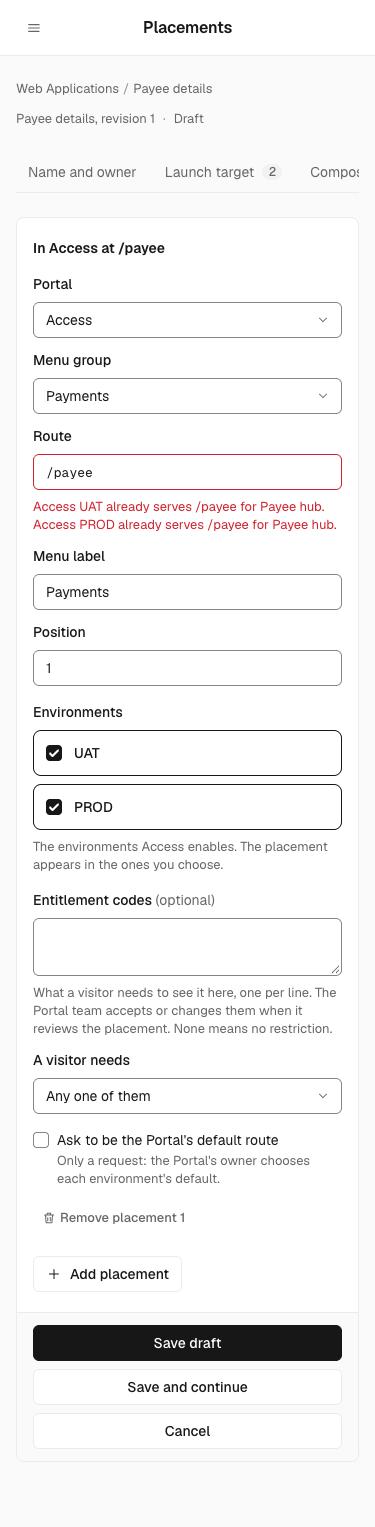 Placements
Web Applications / Payee details
Payee details, revision 1 · Draft
Name and owner Launch target 2 Compos
In Access at /payee
Portal
Access
Menu group
Payments
Route
/payee
Access UAT already serves /payee for Payee hub.
Access PROD already serves /payee for Payee hub.
Menu label
Payments
Position
1
Environments
UAT
PROD
The environments Access enables. The placement
appears in the ones you choose.
Entitlement codes (optional)
What a visitor needs to see it here, one per line. The
Portal team accepts or changes them when it
reviews the placement. None means no restriction.
A visitor needs
Any one of them
Ask to be the Portal's default route
Only a request: the Portal's owner chooses
each environment's default.
Remove placement 1
Add placement
Save draft
Save and continue
Cancel